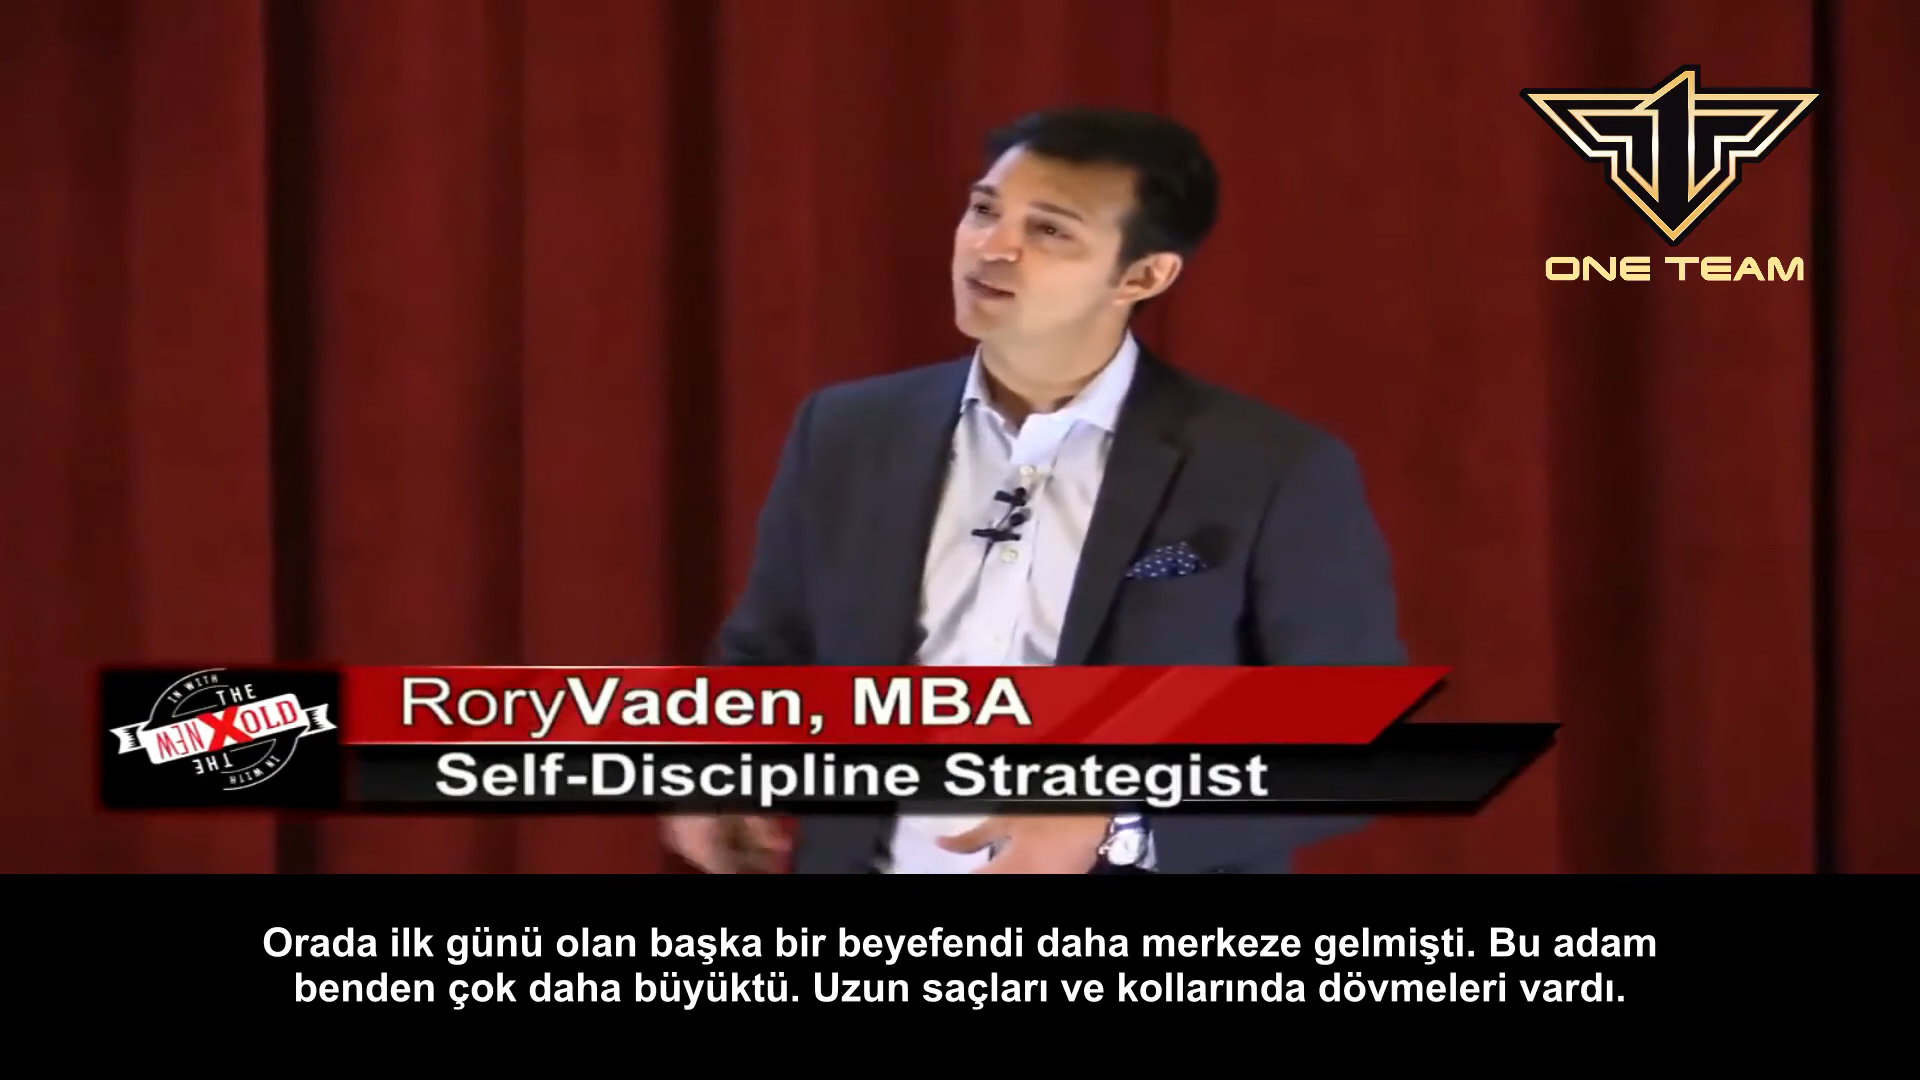 ONE TEAM
IN WITH
THE
OLD
X
NEW
THE
IN WITH
RoryVaden, MBA
Self-Discipline Strategist
Orada ilk günü olan başka bir beyefendi daha merkeze gelmişti. Bu adam
benden çok daha büyüktü. Uzun saçları ve kollarında dövmeleri vardı.